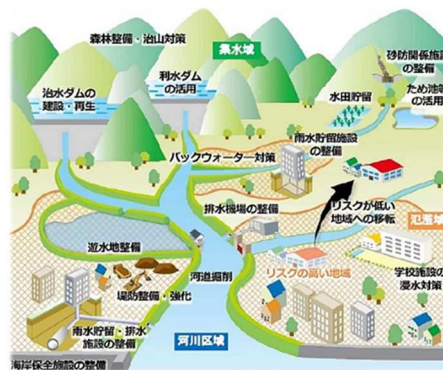 森林整備・治山対策
集水域
砂防関係施設
の整備
治水ダムの
建設・再生
利水ダム
の活用
ため池等
の活用
水田貯留
雨水貯留施設
の整備
バックウォーター対策
リスクが低い
地域への移転
排水機場の整備
氾濫域
遊水地整備
河道掘削
リスクの高い地域
学校施設の
浸水対策
堤防整備・強化
雨水貯留・排水
施設の整備
河川区域
海岸保全施設の整備